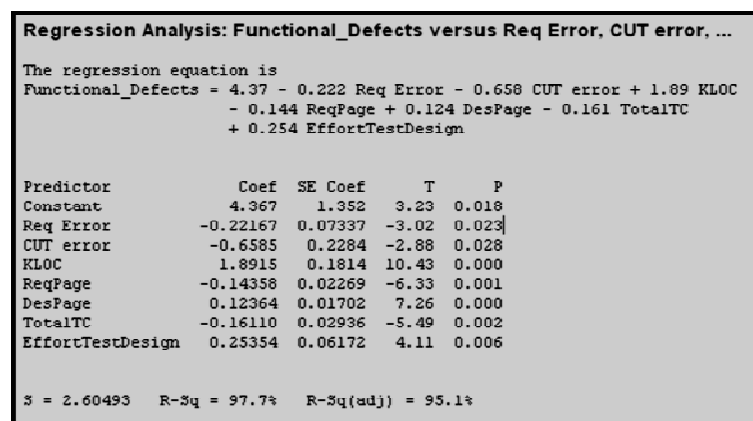 Regression Analysis: Functional_Defects versus Req Error, CUT error, ...
The regression equation is
Functional_Defects = 4.37 - 0.222 Req Error - 0.658 CUT error + 1.89 KLOC
- 0.144 ReqPage + 0.124 DesPage - 0.161 TotalTC
+ 0.254 EffortTestDesign
Predictor Coef SE Coef T P
Constant 4.367 1.352 3.23 0.018
Req Error -0.22167 0.07337 -3.02 0.023
CUT error -0.6585 0.2284 -2.88 0.028
KLOC 1.8915 0.1814 10.43 0.000
ReqPage -0.14358 0.02269 -6.33 0.001
DesPage 0.12364 0.01702 7.26 0.000
TotalTC -0.16110 0.02936 -5.49 0.002
EffortTestDesign 0.25354 0.06172 4.11 0.006
S = 2.60493 R-Sq = 97.7% R-Sq(adj) = 95.1%